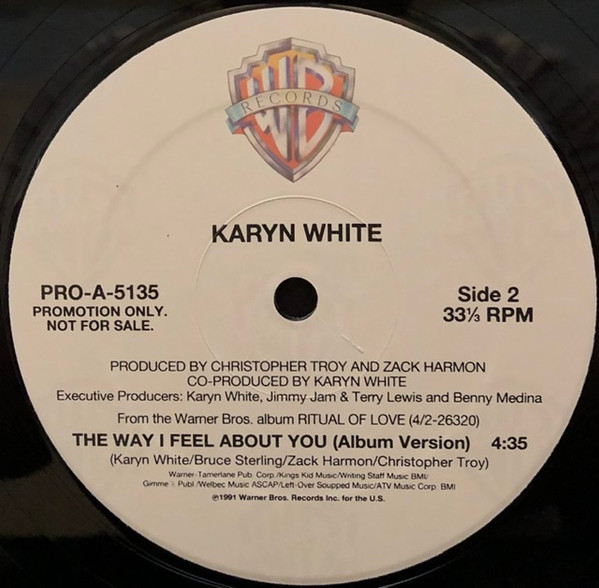 WB
RECORDS
KARYN WHITE
PRO-A-5135
PROMOTION ONLY.
NOT FOR SALE.
Side 2
33⅓ RPM
PRODUCED BY CHRISTOPHER TROY AND ZACK HARMON
CO-PRODUCED BY KARYN WHITE
Executive Producers: Karyn White, Jimmy Jam & Terry Lewis and Benny Medina
From the Warner Bros. album RITUAL OF LOVE (4/2-26320)
THE WAY I FEEL ABOUT YOU (Album Version) 4:35
(Karyn White/Bruce Sterling/Zack Harmon/Christopher Troy)
Warner-Tamerlane Pub. Corp./Kings Kid Music/Writing Staff Music BMI/
Gimme Publ./Welbec Music ASCAP/Left-Over Soupped Music/ATV Music Corp. BMI
℗1991 Warner Bros. Records Inc. for the U.S.